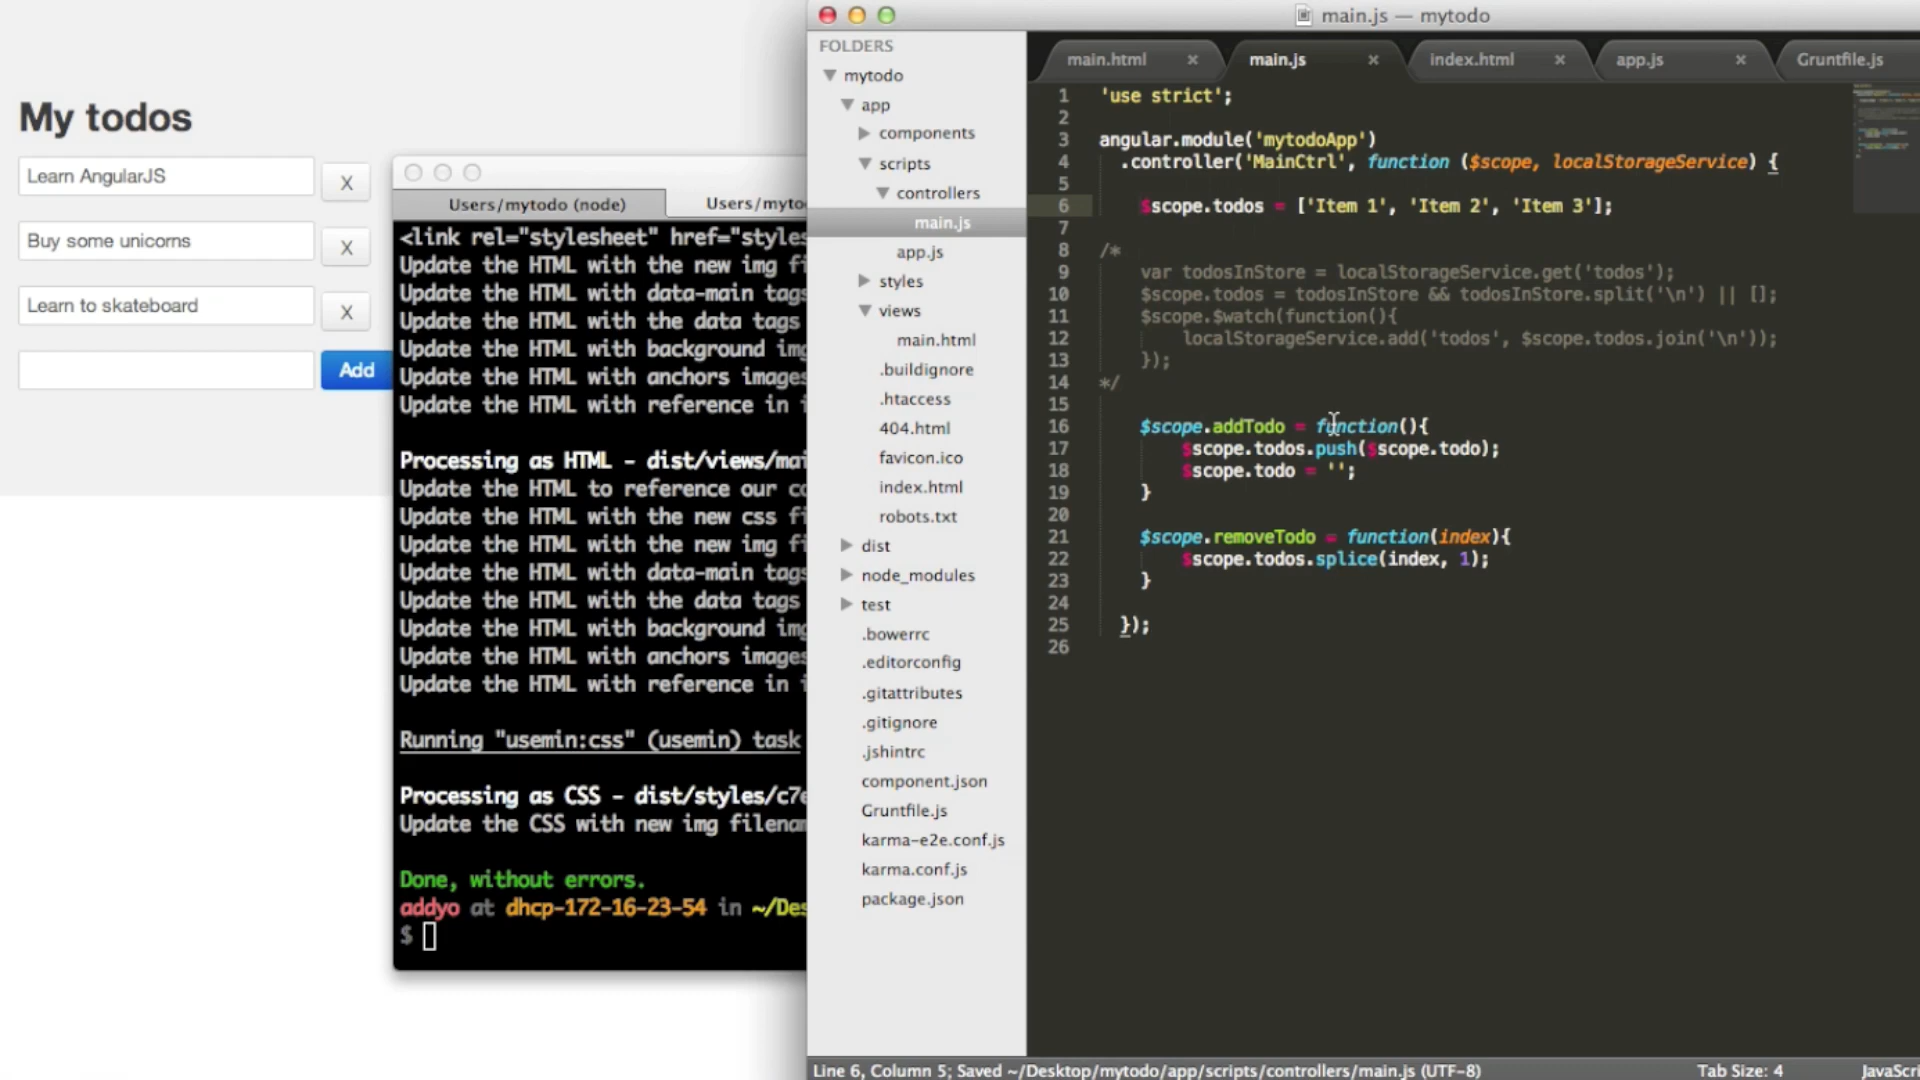 My todos
Learn AngularJS
X
Buy some unicorns
X
Learn to skateboard
X
Add
Users/mytodo (node)
Users/myto
<link rel="stylesheet" href="styles
Update the HTML with the new img fi
Update the HTML with data-main tags
Update the HTML with the data tags
Update the HTML with background img
Update the HTML with anchors images
Update the HTML with reference in i
Processing as HTML - dist/views/mai
Update the HTML to reference our co
Update the HTML with the new css fi
Update the HTML with the new img fi
Update the HTML with data-main tags
Update the HTML with the data tags
Update the HTML with background img
Update the HTML with anchors images
Update the HTML with reference in i
Running "usemin:css" (usemin) task
Processing as CSS - dist/styles/c7e
Update the CSS with new img filenam
Done, without errors.
addyo at dhcp-172-16-23-54 in ~/Des
$
main.js — mytodo
FOLDERS
mytodo
app
components
scripts
controllers
main.js
app.js
styles
views
main.html
.buildignore
.htaccess
404.html
favicon.ico
index.html
robots.txt
dist
node_modules
test
.bowerrc
.editorconfig
.gitattributes
.gitignore
.jshintrc
component.json
Gruntfile.js
karma-e2e.conf.js
karma.conf.js
package.json
main.html ×
main.js ×
index.html ×
app.js ×
Gruntfile.js
1 'use strict';
2
3 angular.module('mytodoApp')
4 .controller('MainCtrl', function ($scope, localStorageService) {
5
6 $scope.todos = ['Item 1', 'Item 2', 'Item 3'];
7
8 /*
9 var todosInStore = localStorageService.get('todos');
10 $scope.todos = todosInStore && todosInStore.split('\n') || [];
11 $scope.$watch(function(){
12 localStorageService.add('todos', $scope.todos.join('\n'));
13 });
14 */
15
16 $scope.addTodo = function(){
17 $scope.todos.push($scope.todo);
18 $scope.todo = '';
19 }
20
21 $scope.removeTodo = function(index){
22 $scope.todos.splice(index, 1);
23 }
24
25 });
26
Line 6, Column 5; Saved ~/Desktop/mytodo/app/scripts/controllers/main.js (UTF-8)
Tab Size: 4
JavaScri